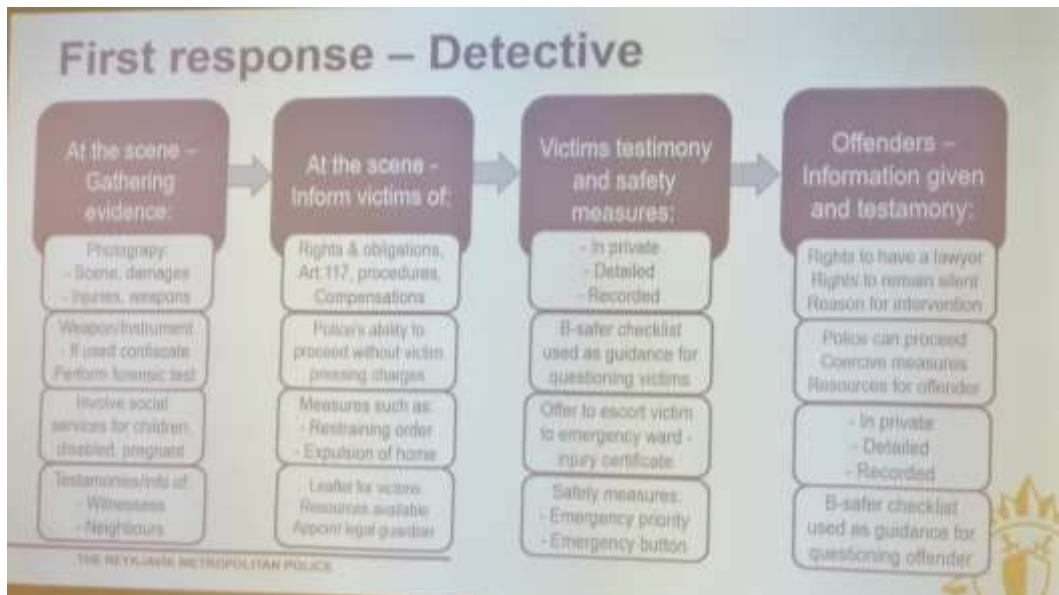 First response – Detective
At the scene –
Gathering
evidence:
Photograpy:
- Scene, damages
- Injuries, weapons
Weapon/Instrument
- If used confiscate
Perform forensic test
Involve social
services for children,
disabled, pregnant
Testimonies/Info of:
- Witnessess
- Neighbours
At the scene -
Inform victims of:
Rights & obligations,
Art.117, procedures,
Compensations
Police's ability to
proceed without victim
pressing charges
Measures such as:
- Restraining order
- Expulsion of home
Leaflet for victims
Resources available
Appoint legal guardian
Victims testimony
and safety
measures:
- In private
- Detailed
- Recorded
B-safer checklist
used as guidance for
questioning victims
Offer to escort victim
to emergency ward -
injury certificate
Safety measures:
- Emergency priority
- Emergency button
Offenders –
Information given
and testamony:
Rights to have a lawyer
Rights to remain silent
Reason for intervention
Police can proceed
Coercive measures
Resources for offender
- In private
- Detailed
- Recorded
B-safer checklist
used as guidance for
questioning offender
THE REYKJAVÍK METROPOLITAN POLICE